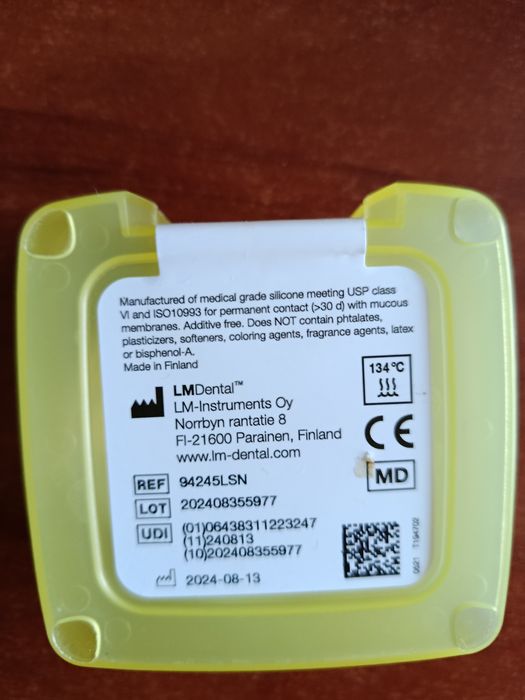 Manufactured of medical grade silicone meeting USP class
VI and ISO10993 for permanent contact (>30 d) with mucous
membranes. Additive free. Does NOT contain phtalates,
plasticizers, softeners, coloring agents, fragrance agents, latex
or bisphenol-A.
Made in Finland
134 °C
LMDental™
LM-Instruments Oy
Norrbyn rantatie 8
FI-21600 Parainen, Finland
www.lm-dental.com
CE
MD
REF 94245LSN
LOT 202408355977
UDI (01)06438311223247
(11)240813
(10)202408355977
2024-08-13
0621 T194702